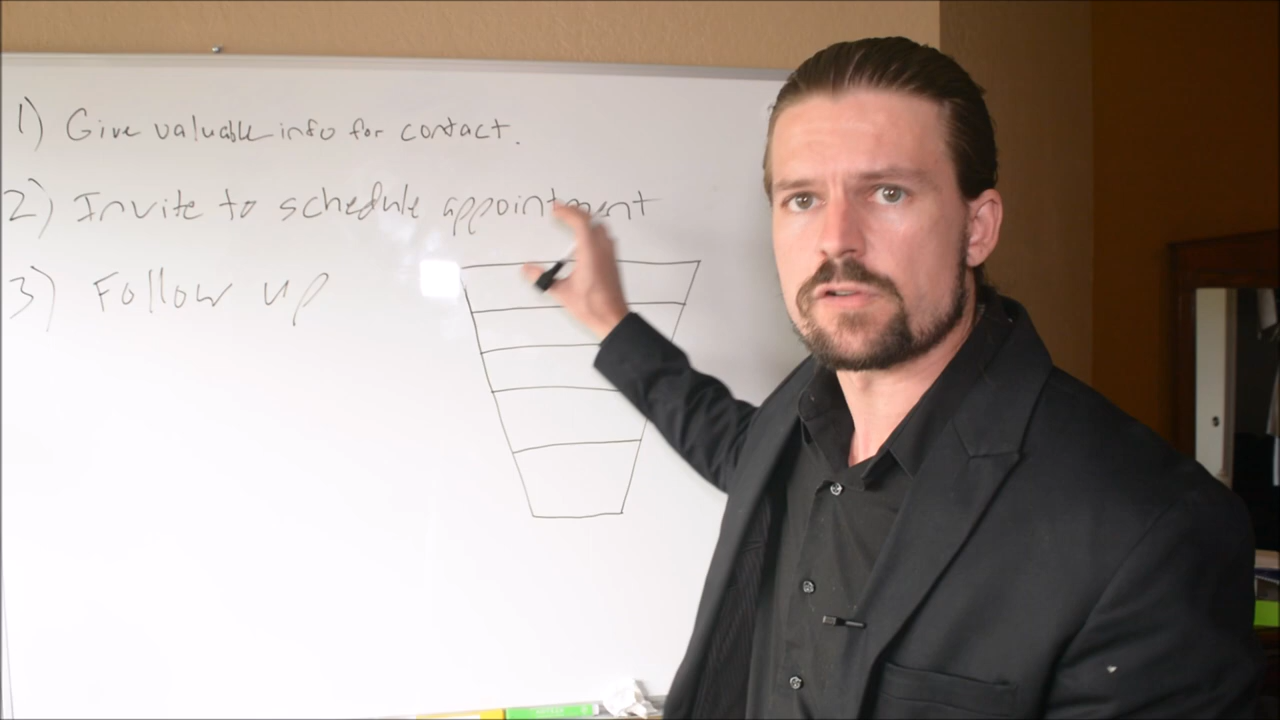 1) Give valuable info for contact.
2) Invite to schedule appointment
3) Follow up